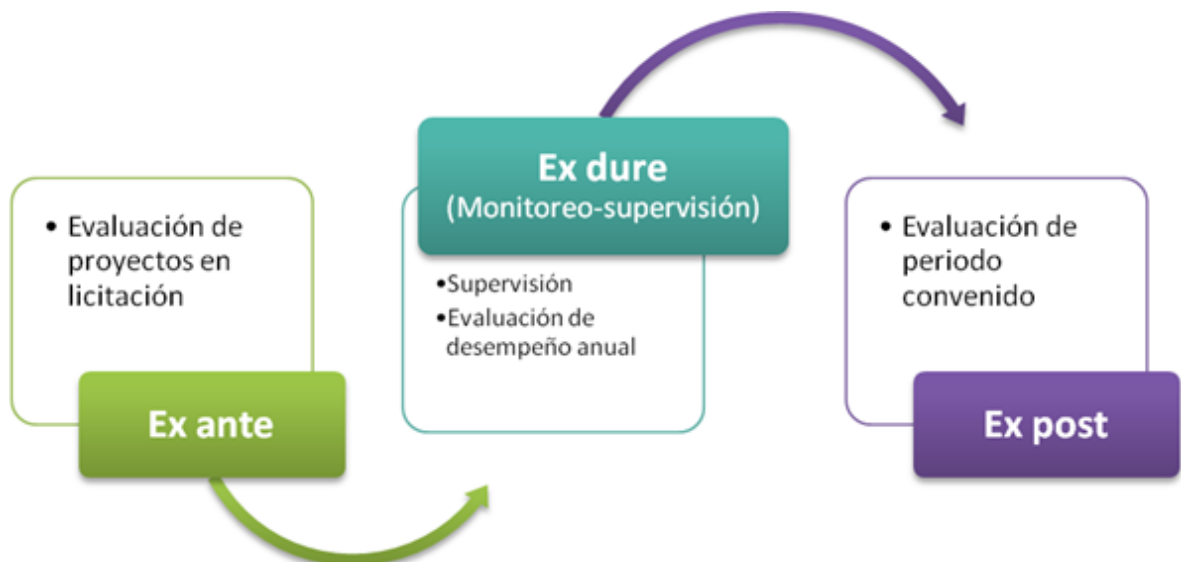 • Evaluación de
proyectos en
licitación
Ex ante
Ex dure
(Monitoreo-supervisión)
•Supervisión
•Evaluación de
desempeño anual
• Evaluación de
periodo
convenido
Ex post